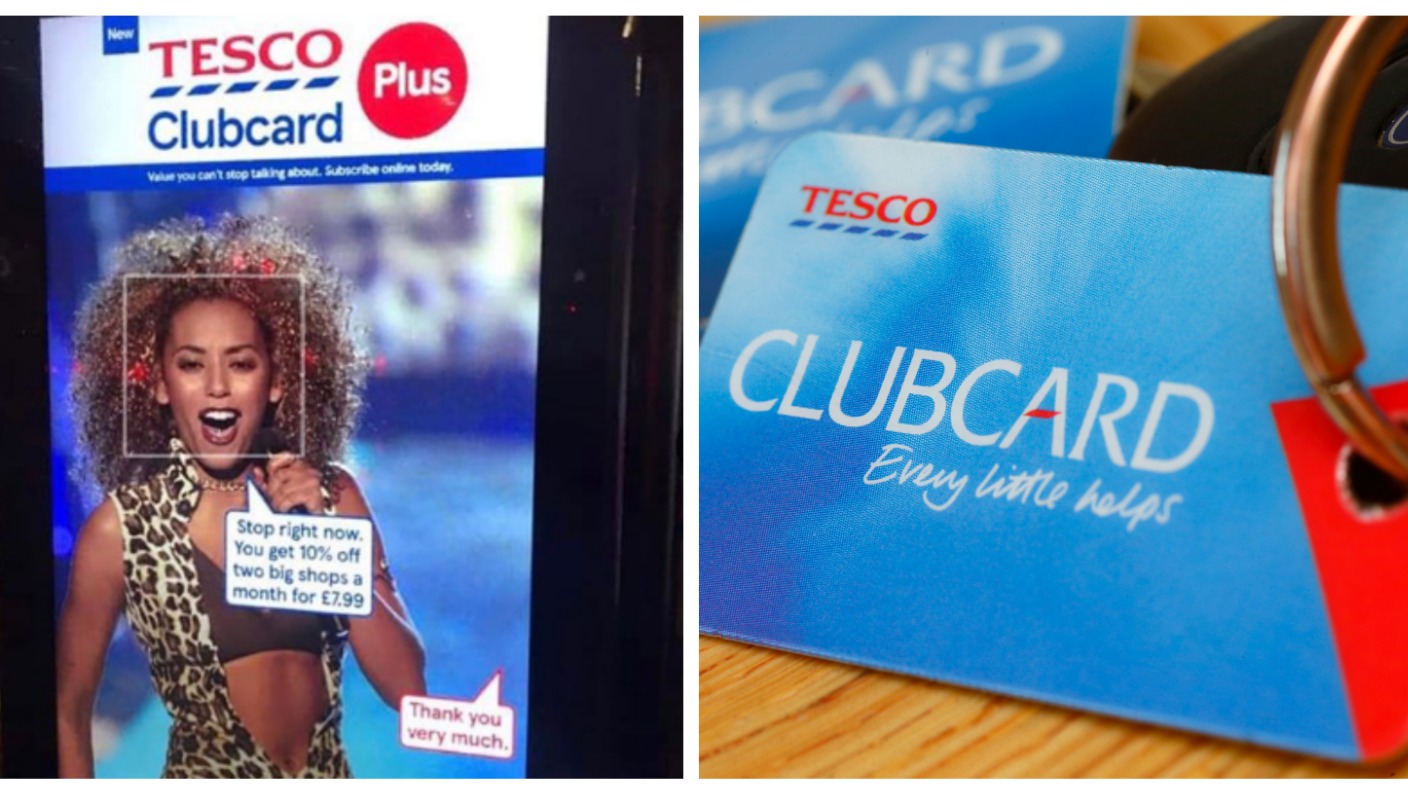 New
TESCO
Clubcard
Plus
Value you can't stop talking about. Subscribe online today.
Stop right now.
You get 10% off
two big shops a
month for £7.99
Thank you
very much.
CARD
TESCO
CLUBCARD
Every little helps